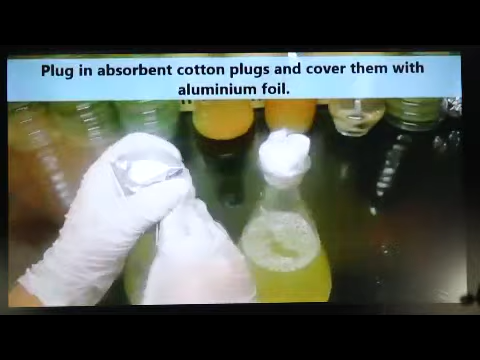 Plug in absorbent cotton plugs and cover them with
aluminium foil.